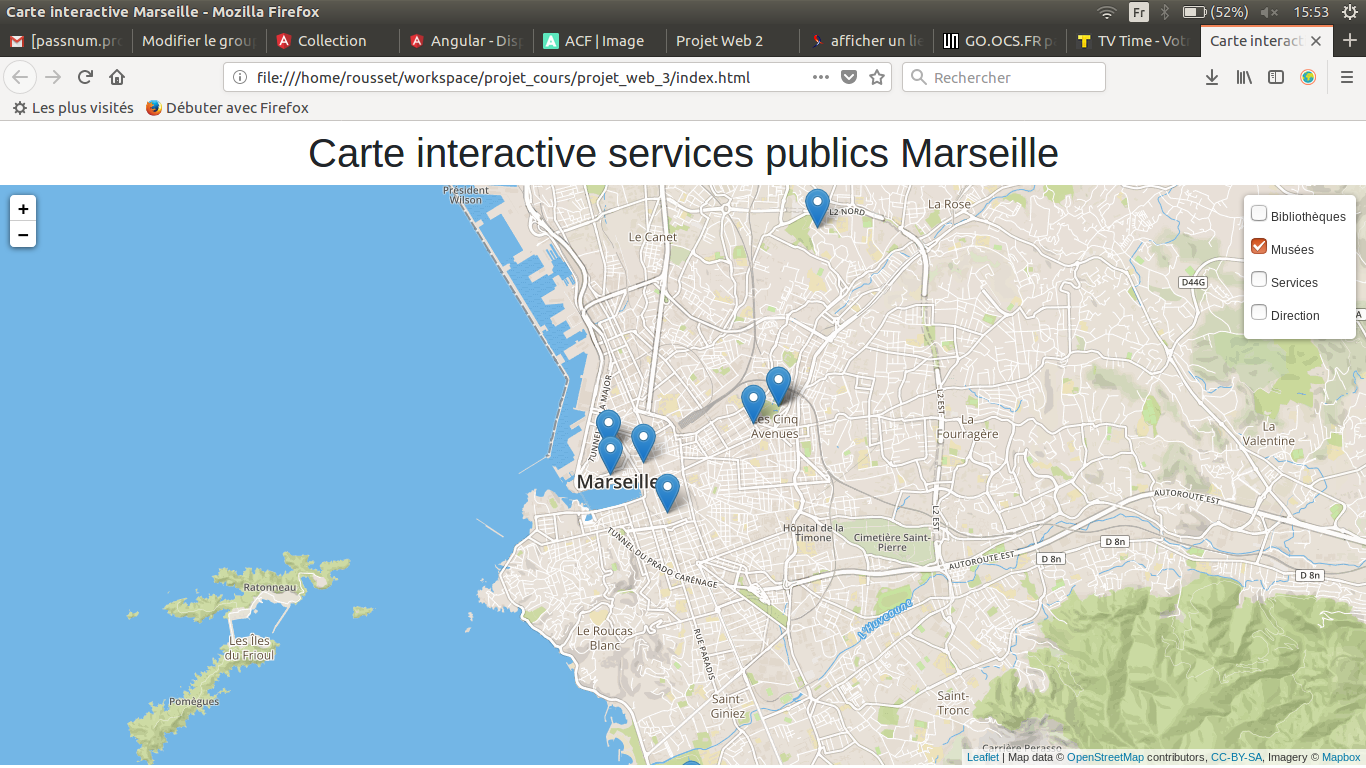 Carte interactive Marseille - Mozilla Firefox
Fr
(52%)
15:53
[passnum.pro
Modifier le grou
Collection
Angular - Disp
ACF | Image
Projet Web 2
afficher un lie
GO.OCS.FR p
TV Time - Vot
Carte interact
file:///home/rousset/workspace/projet_cours/projet_web_3/index.html
Rechercher
Les plus visités
Débuter avec Firefox
Carte interactive services publics Marseille
+
−
Président
Wilson
Le Canet
L2 NORD
La Rose
D44G
A
Bibliothèques
Musées
Services
Direction
TUNNEL
LA MAJOR
Les Cinq
Avenues
L2 EST
La
Fourragère
La
Valentine
Marseille
AUTOROUTE EST
Hôpital de la
Timone
Cimetière Saint-
Pierre
L2 EST
D 8n
D 8n
D 8n
AUTOROUTE EST
TUNNEL DU PRADO CARÉNAGE
Ratonneau
Les Îles
du Frioul
Pomègues
Le Roucas
Blanc
RUE PARADIS
L'Huveaune
Saint-
Giniez
Saint-
Tronc
Carrière Perasso
Leaflet | Map data © OpenStreetMap contributors, CC-BY-SA, Imagery © Mapbox